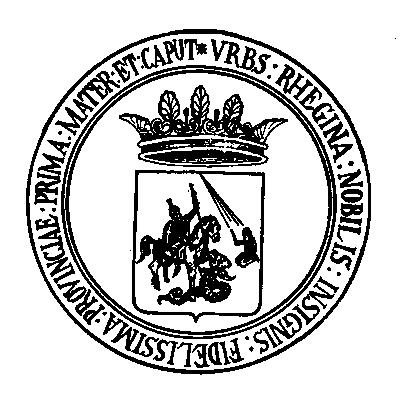 VRBS : RHEGINA : NOBILIS : INSIGNIS : FIDELISSIMA : PROVINCIAE : PRIMA : MATER : ET : CAPUT *